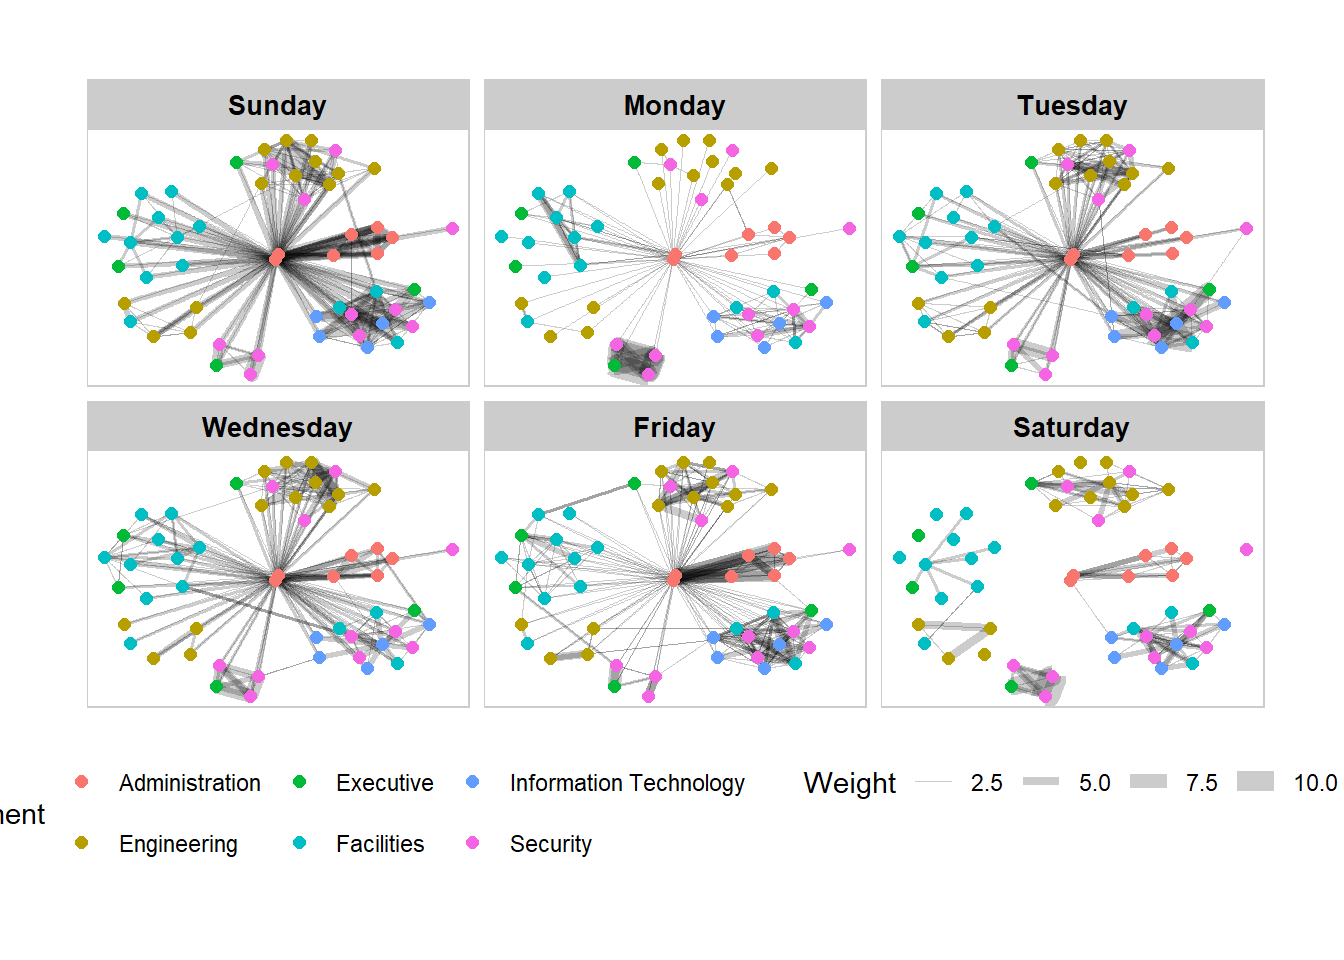 Sunday Monday Tuesday
Wednesday Friday Saturday
Administration Executive Information Technology Weight 2.5 5.0 7.5 10.0
ment
Engineering Facilities Security